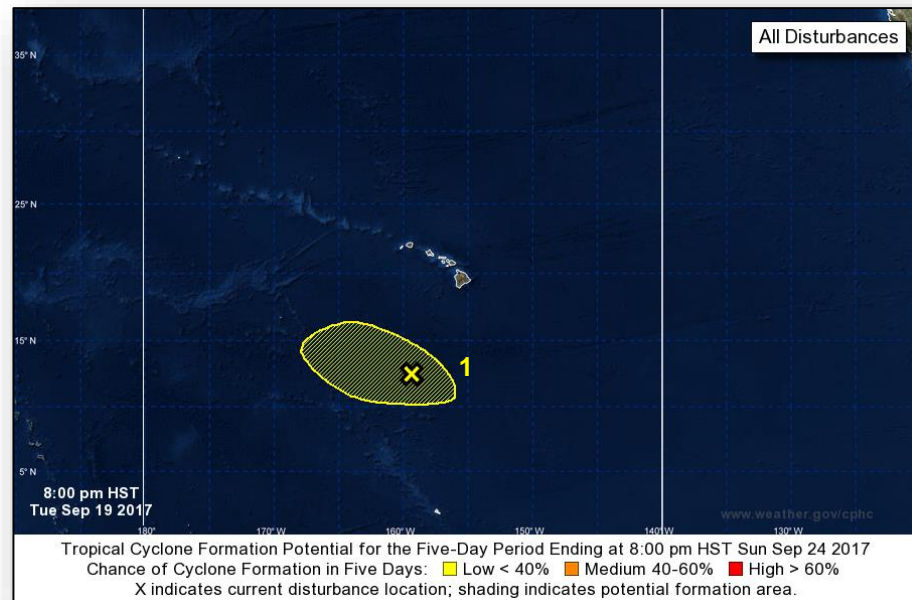 All Disturbances
35° N
25° N
15° N
1
5° N
8:00 pm HST
Tue Sep 19 2017
www.weather.gov/cphc
180° 170° W 160° W 150° W 140° W 130° W
Tropical Cyclone Formation Potential for the Five-Day Period Ending at 8:00 pm HST Sun Sep 24 2017
Chance of Cyclone Formation in Five Days: Low < 40% Medium 40-60% High > 60%
X indicates current disturbance location; shading indicates potential formation area.